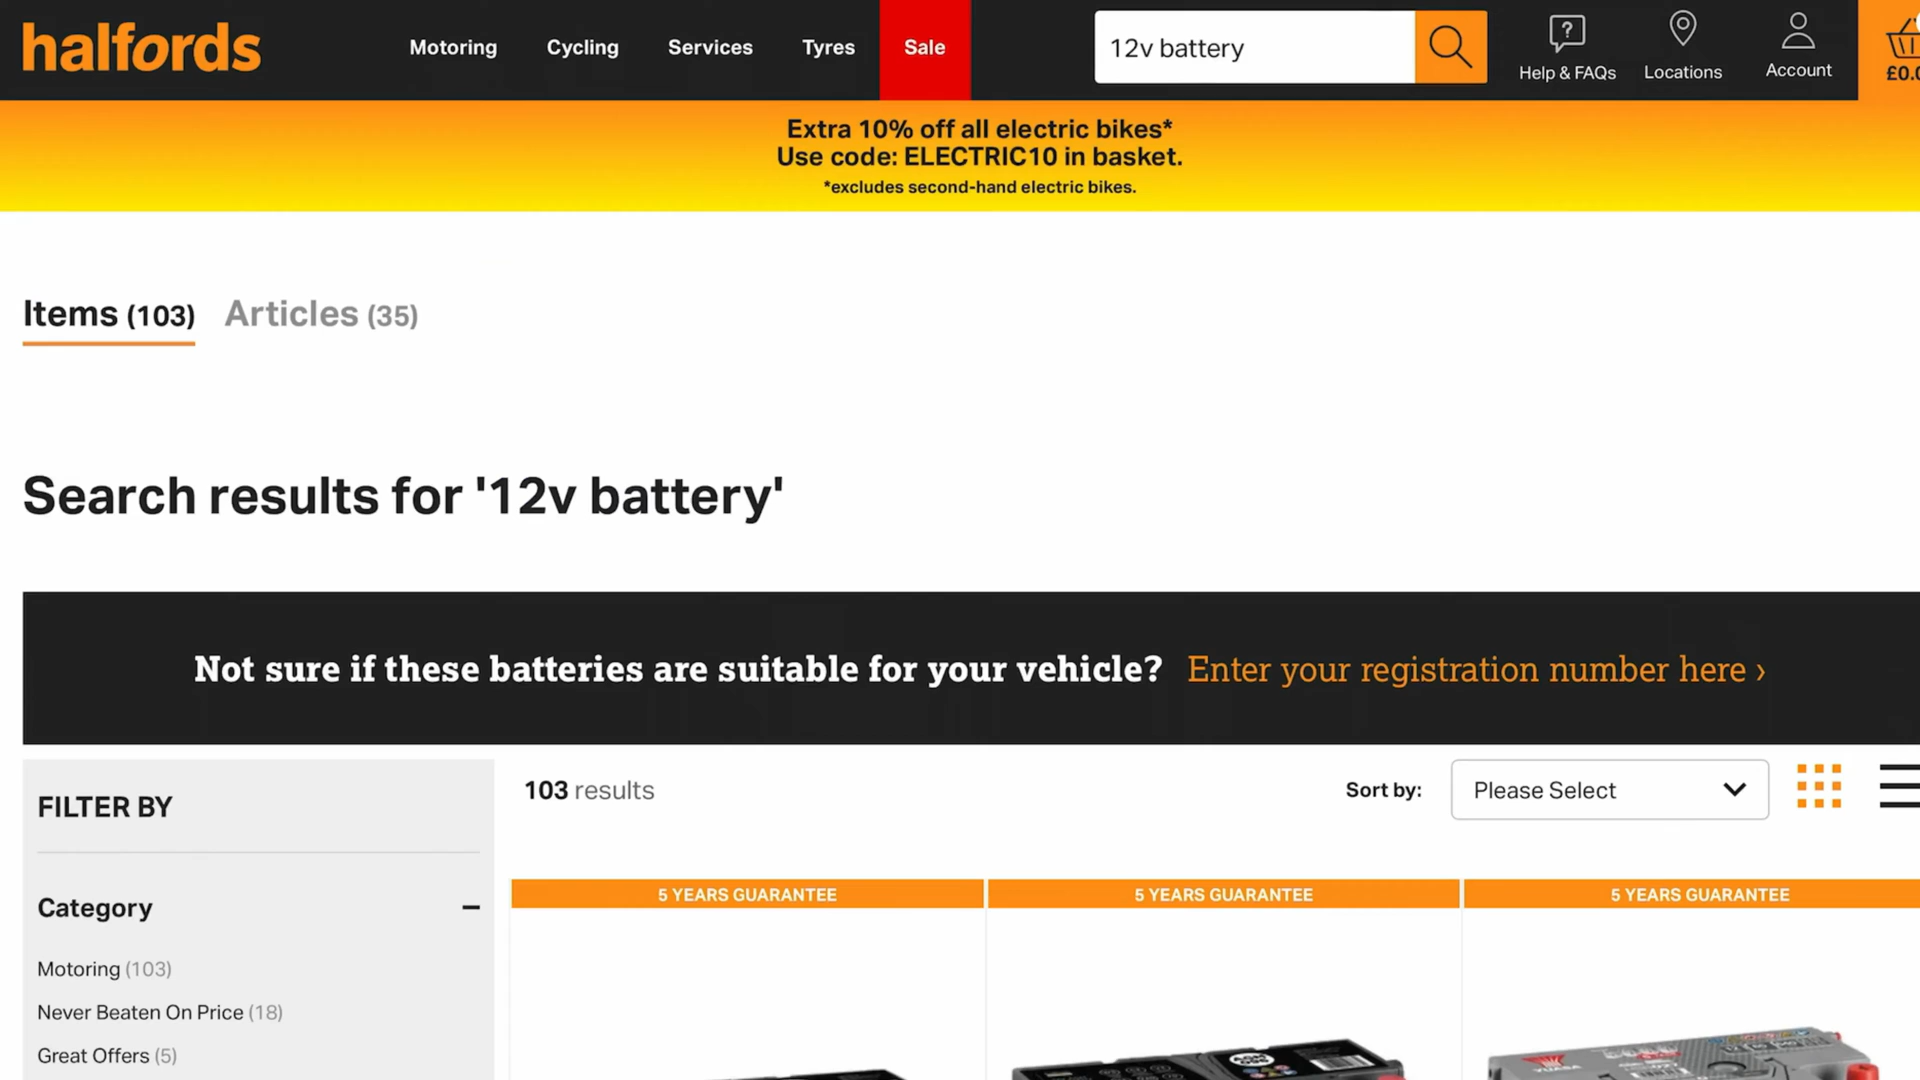 halfords
Motoring
Cycling
Services
Tyres
Sale
12v battery
Help & FAQs
Locations
Account
Extra 10% off all electric bikes*
Use code: ELECTRIC10 in basket.
*excludes second-hand electric bikes.
Items (103)
Articles (35)
Search results for '12v battery'
Not sure if these batteries are suitable for your vehicle? Enter your registration number here ›
FILTER BY
103 results
Sort by:
Please Select
Category
5 YEARS GUARANTEE
5 YEARS GUARANTEE
5 YEARS GUARANTEE
Motoring (103)
Never Beaten On Price (18)
Great Offers (5)
YUASA